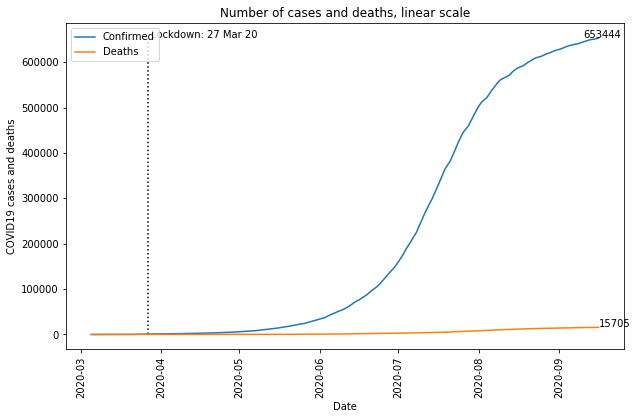 Number of cases and deaths, linear scale
Confirmed
Deaths
Lockdown: 27 Mar 20
653444
15705
COVID19 cases and deaths
600000
500000
400000
300000
200000
100000
0
2020-03
2020-04
2020-05
2020-06
2020-07
2020-08
2020-09
Date